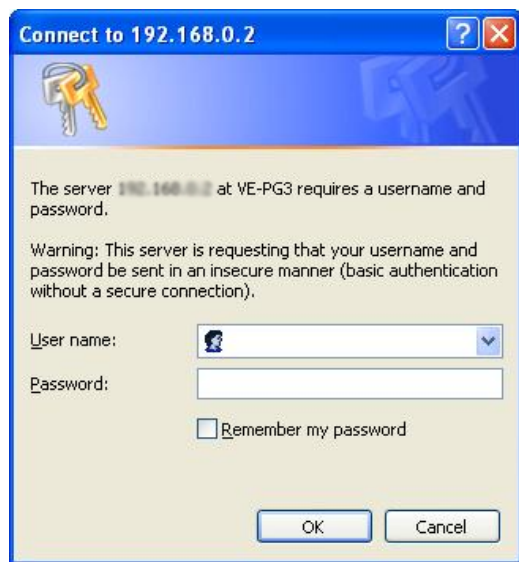 Connect to 192.168.0.2
The server at VE-PG3 requires a username and
password.
Warning: This server is requesting that your username and
password be sent in an insecure manner (basic authentication
without a secure connection).
User name:
Password:
Remember my password
OK
Cancel